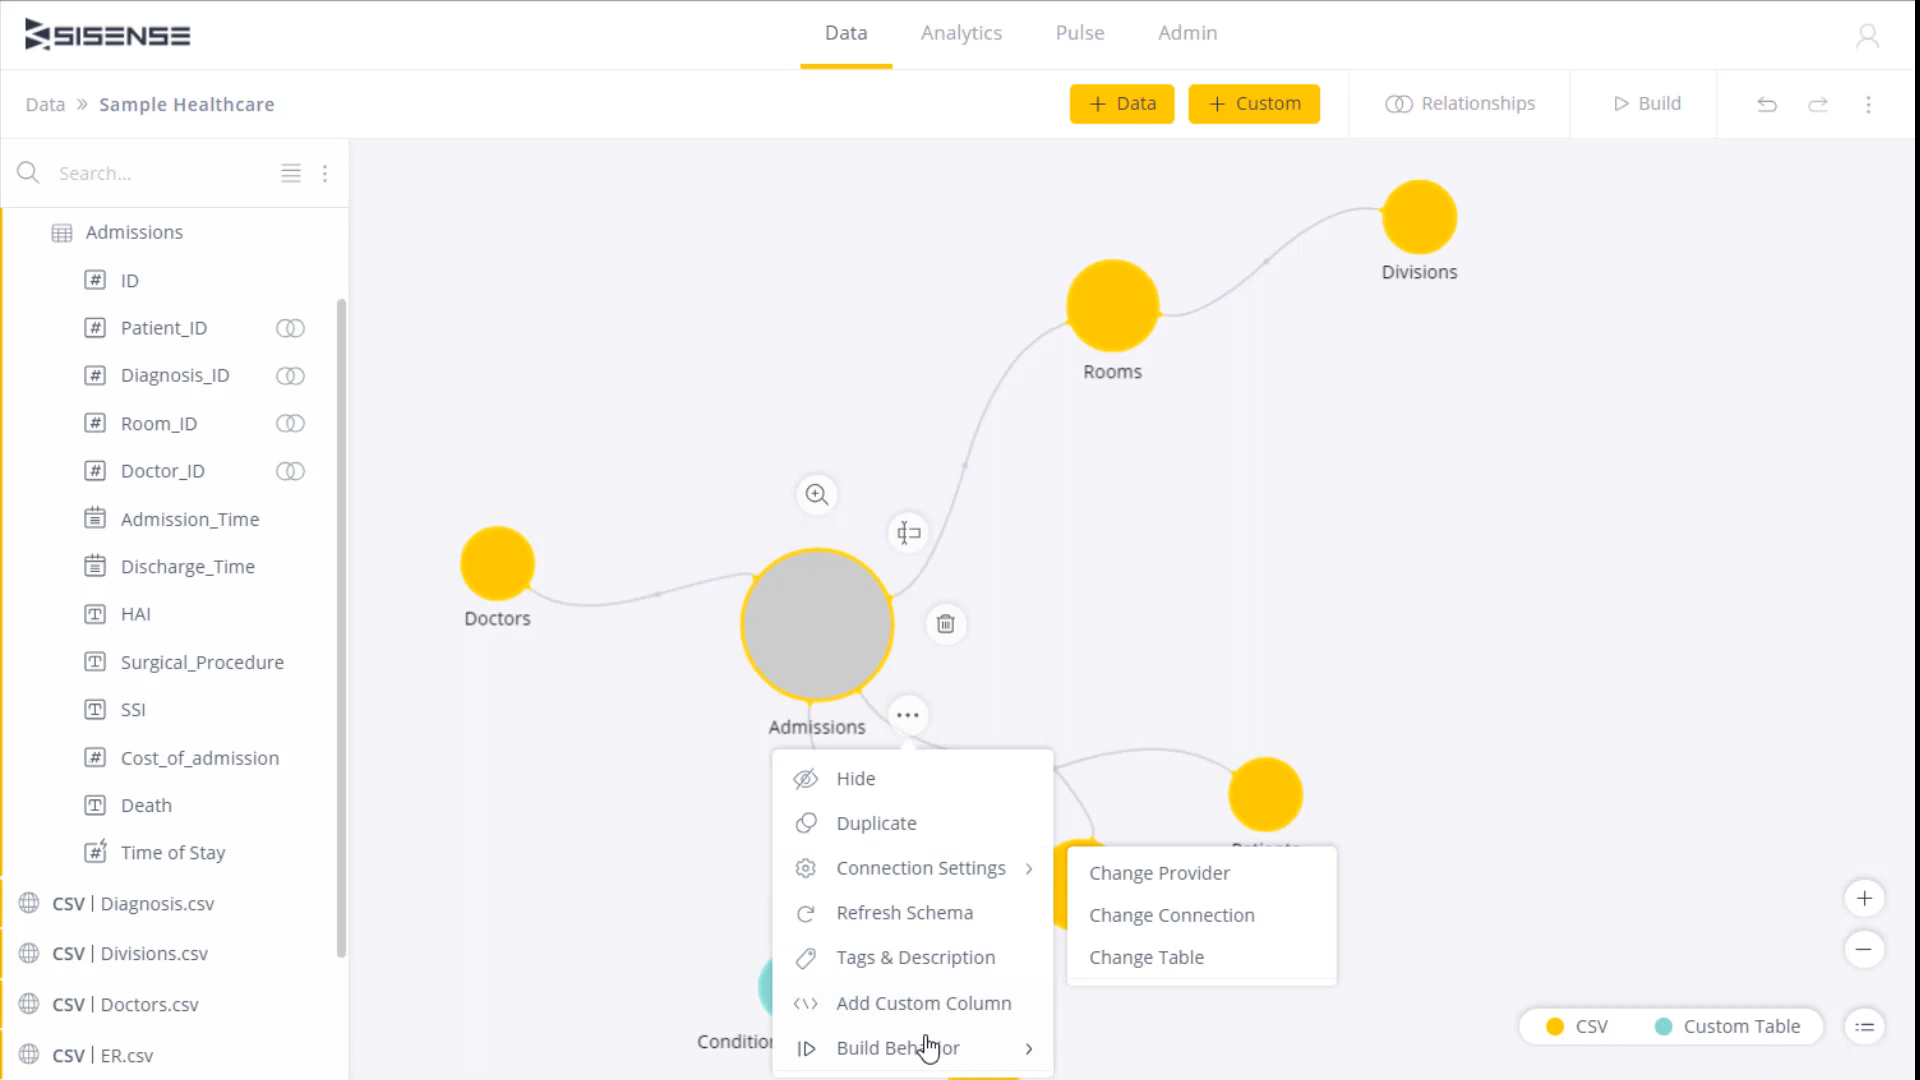 SISENSE
Data
Analytics
Pulse
Admin
Data » Sample Healthcare
+ Data
+ Custom
Relationships
Build
Search...
Admissions
ID
Patient_ID
Diagnosis_ID
Room_ID
Doctor_ID
Admission_Time
Discharge_Time
HAI
Surgical_Procedure
SSI
Cost_of_admission
Death
Time of Stay
CSV | Diagnosis.csv
CSV | Divisions.csv
CSV | Doctors.csv
CSV | ER.csv
Divisions
Rooms
Doctors
Admissions
Hide
Duplicate
Connection Settings
Refresh Schema
Tags & Description
Add Custom Column
Build Behavior
Change Provider
Change Connection
Change Table
CSV
Custom Table